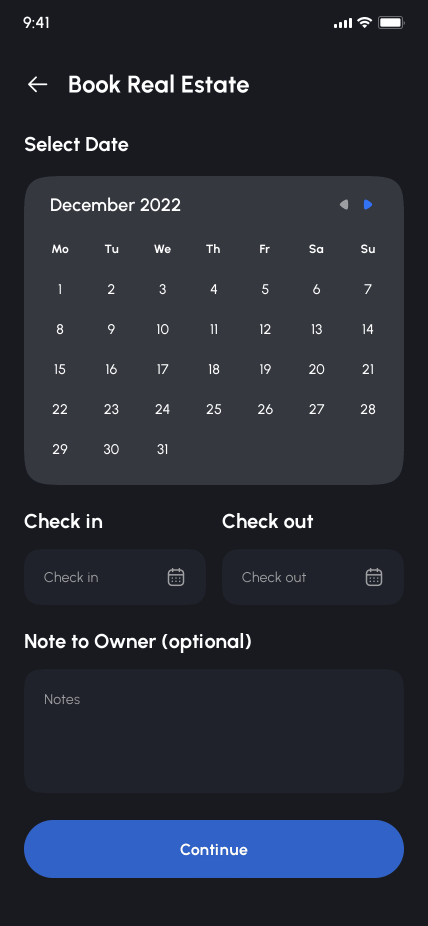 9:41
Book Real Estate
Select Date
December 2022
Mo Tu We Th Fr Sa Su
1 2 3 4 5 6 7
8 9 10 11 12 13 14
15 16 17 18 19 20 21
22 23 24 25 26 27 28
29 30 31
Check in Check out
Check in Check out
Note to Owner (optional)
Notes
Continue